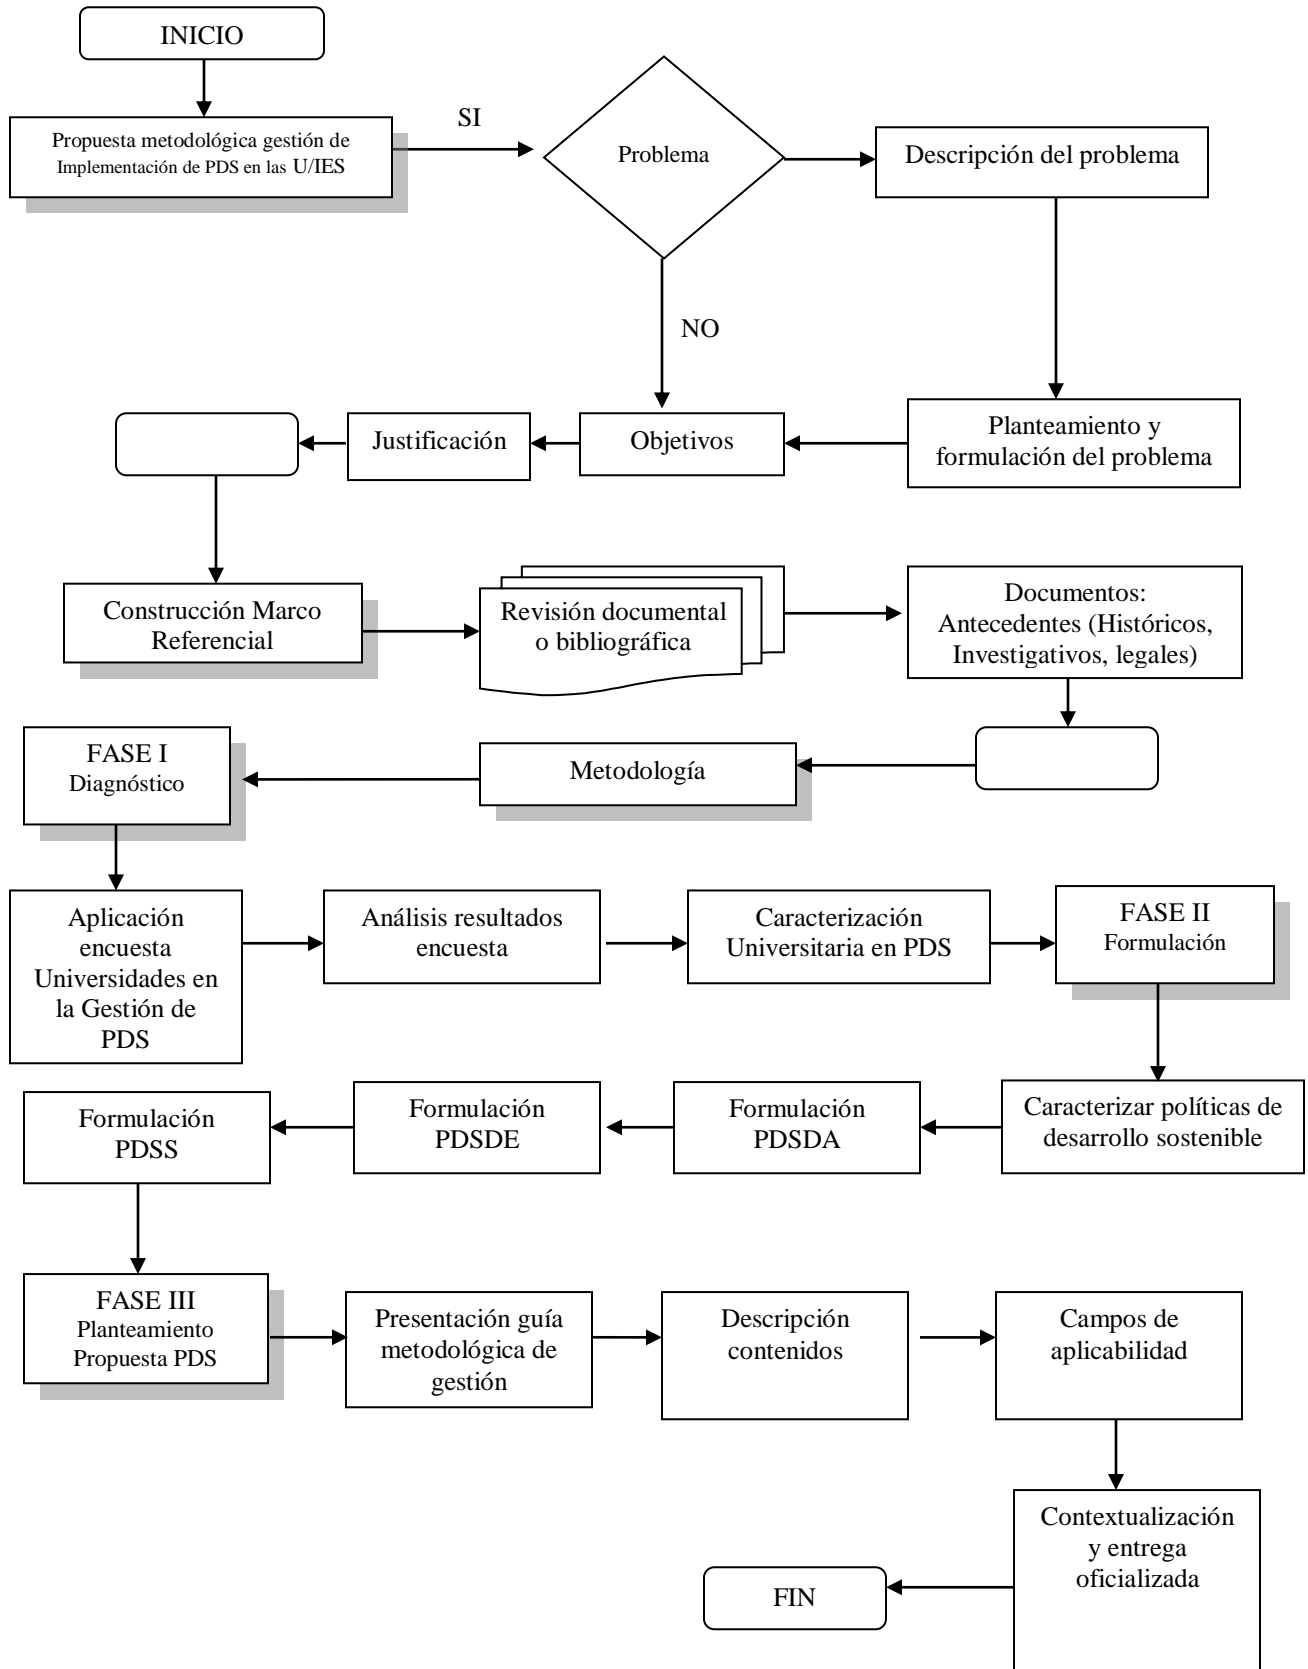 INICIO
Propuesta metodológica gestión de
Implementación de PDS en las U/IES
SI
Problema
Descripción del problema
NO
Planteamiento y
formulación del problema
Objetivos
Justificación
Construcción Marco
Referencial
Revisión documental
o bibliográfica
Documentos:
Antecedentes (Históricos,
Investigativos, legales)
Metodología
FASE I
Diagnóstico
Aplicación
encuesta
Universidades en
la Gestión de
PDS
Análisis resultados
encuesta
Caracterización
Universitaria en PDS
FASE II
Formulación
Caracterizar políticas de
desarrollo sostenible
Formulación
PDSDA
Formulación
PDSDE
Formulación
PDSS
FASE III
Planteamiento
Propuesta PDS
Presentación guía
metodológica de
gestión
Descripción
contenidos
Campos de
aplicabilidad
Contextualización
y entrega
oficializada
FIN